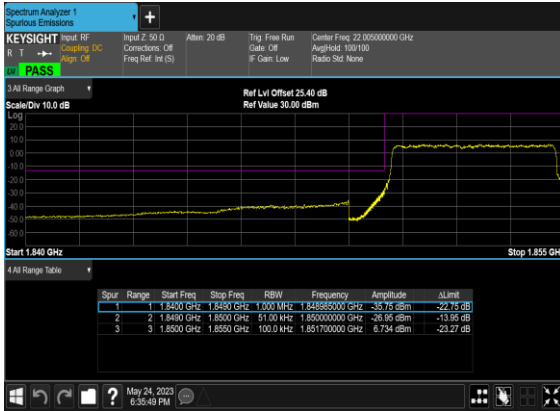 Spectrum Analyzer 1
Spurious Emissions
KEYSIGHT
R T
Input: RF
Coupling: DC
Align: Off
Input Z: 50 Ω
Corrections: Off
Freq Ref: Int (S)
Atten: 20 dB
Trig: Free Run
Gate: Off
IF Gain: Low
Center Freq: 22.005000000 GHz
Avg|Hold: 100/100
Radio Std: None
PASS
3 All Range Graph
Scale/Div 10.0 dB
Ref Lvl Offset 25.40 dB
Ref Value 30.00 dBm
Log
20.0
10.0
0.00
-10.0
-20.0
-30.0
-40.0
-50.0
-60.0
Start 1.840 GHz
Stop 1.855 GH
4 All Range Table
Spur Range Start Freq Stop Freq RBW Frequency Amplitude ΔLimit
1 1 1.8400 GHz 1.8490 GHz 1.000 MHz 1.848985000 GHz -35.75 dBm -22.75 dB
2 2 1.8490 GHz 1.8500 GHz 51.00 kHz 1.850000000 GHz -26.95 dBm -13.95 dB
3 3 1.8500 GHz 1.8550 GHz 100.0 kHz 1.851700000 GHz 6.734 dBm -23.27 dB
May 24, 2023
6:35:49 PM